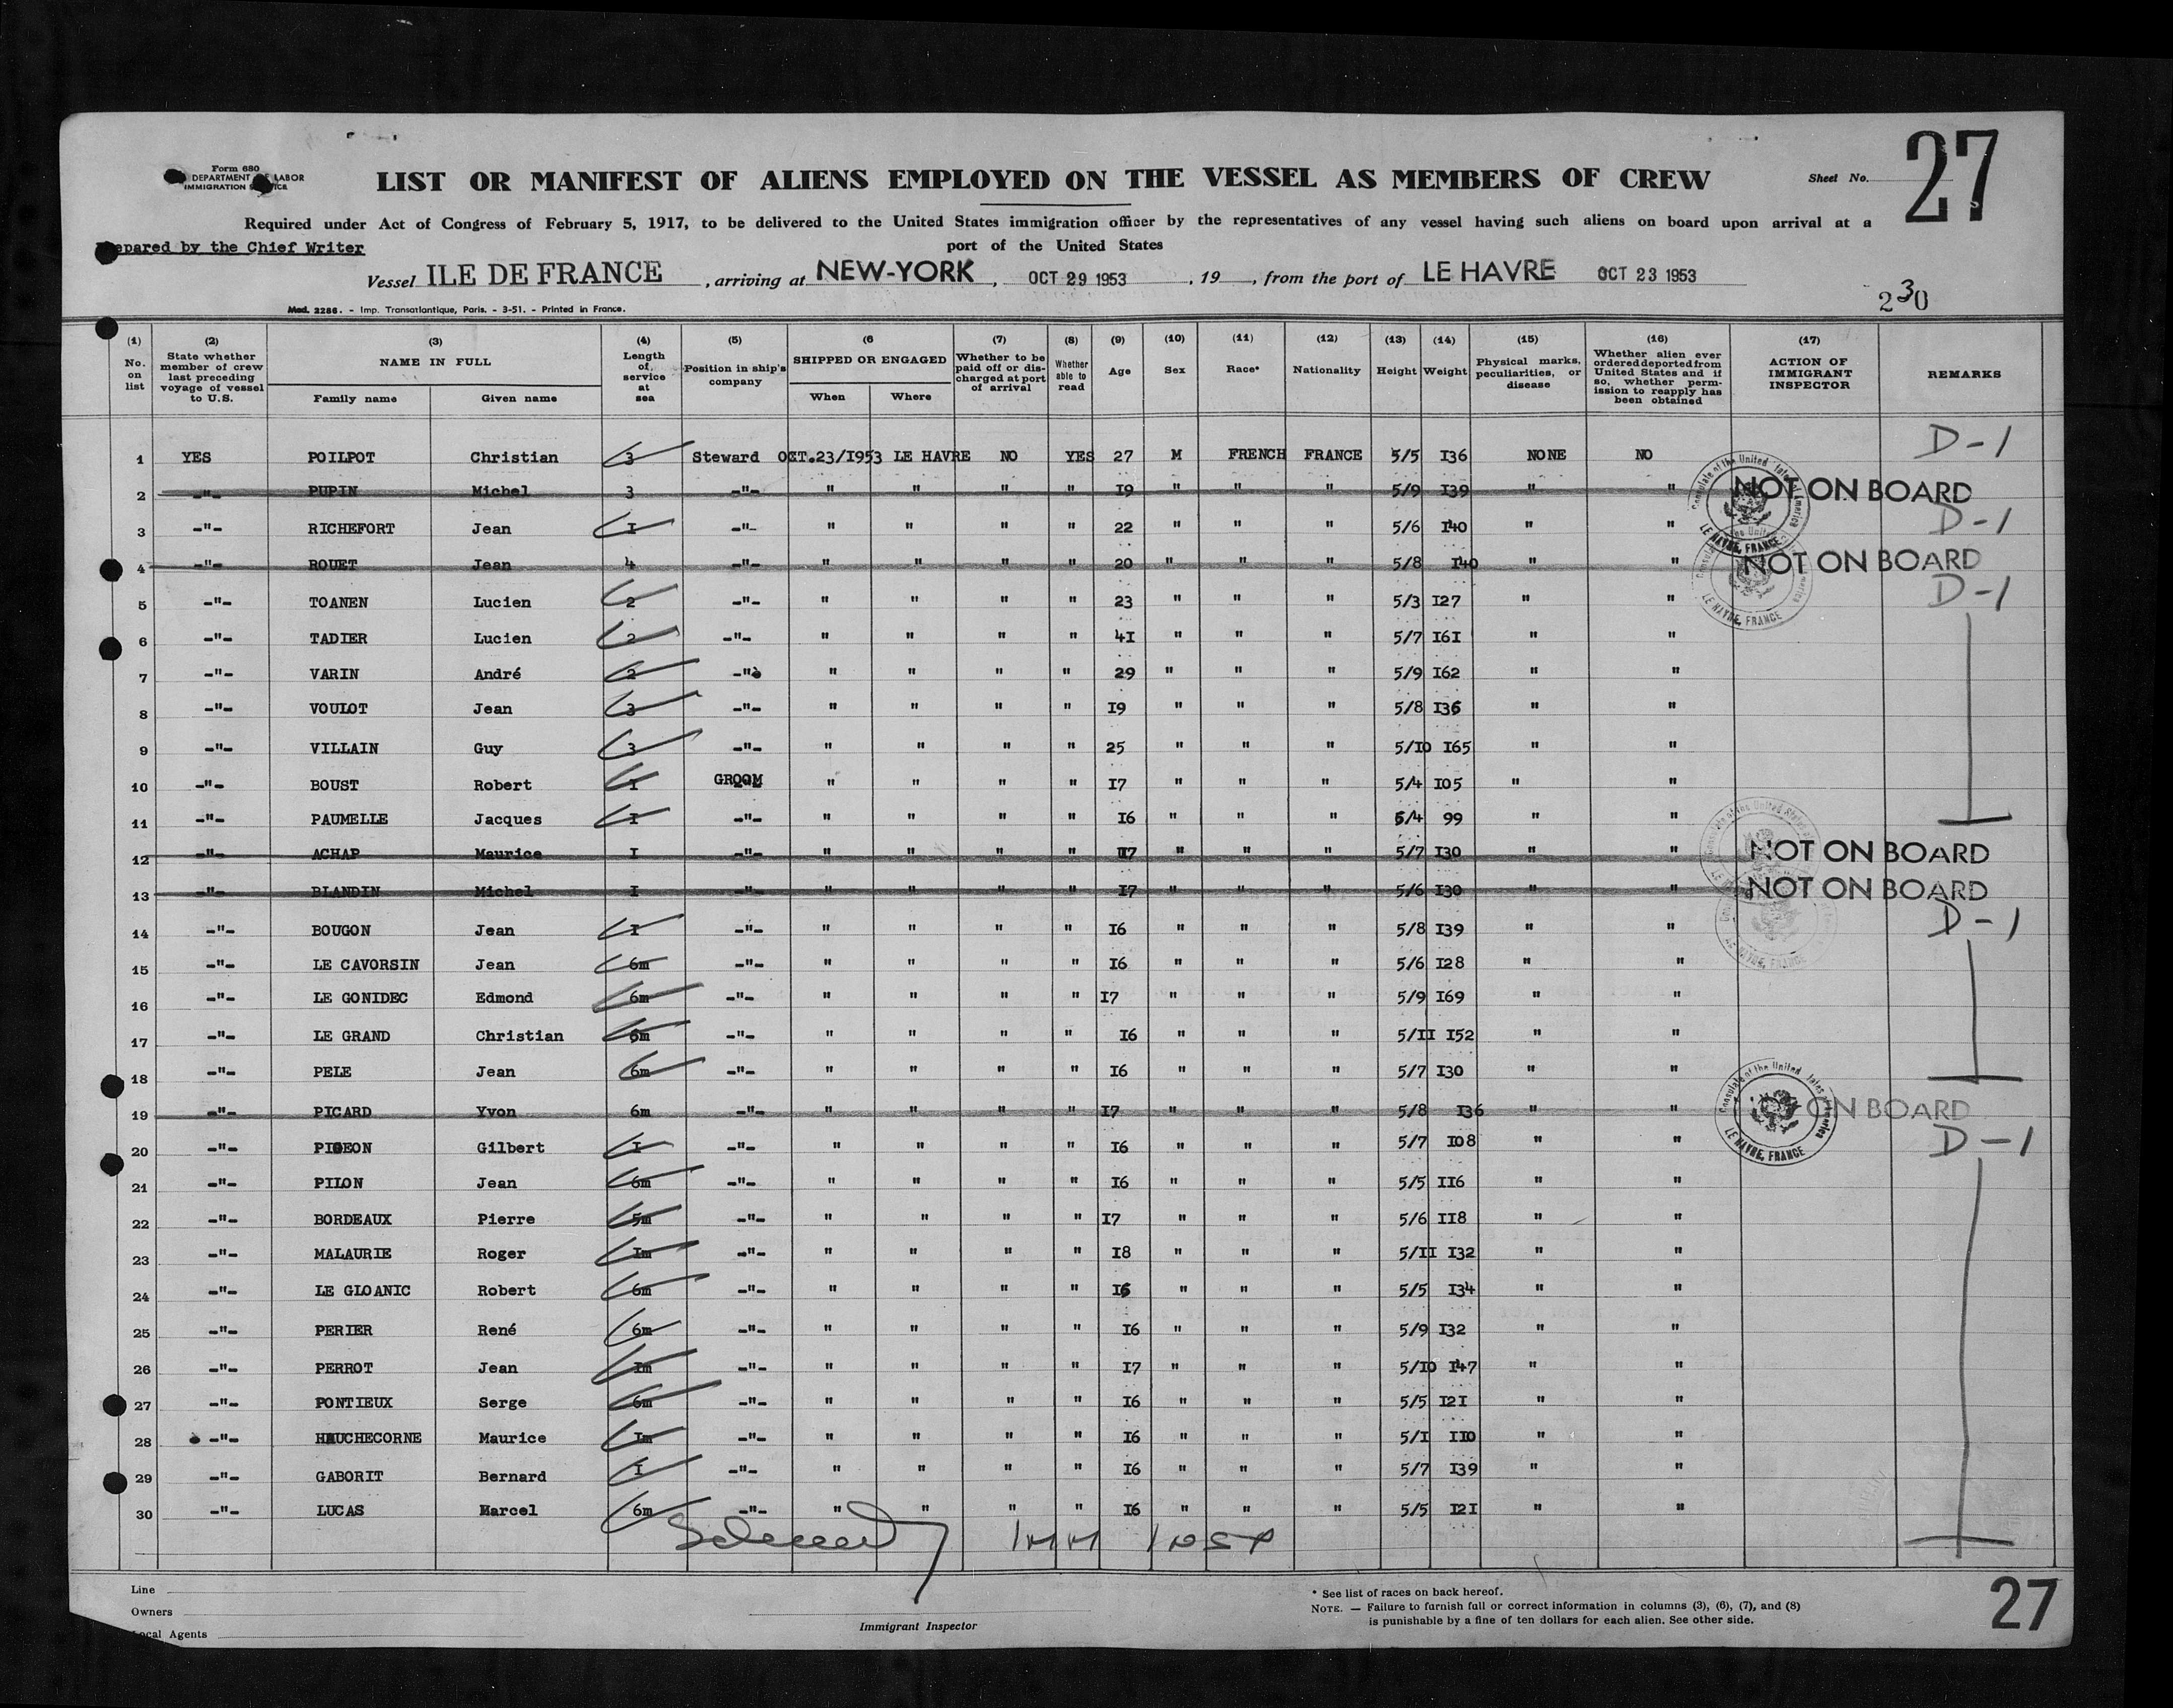 27
Form 680
DEPARTMENT OF LABOR
IMMIGRATION SERVICE
LIST OR MANIFEST OF ALIENS EMPLOYED ON THE VESSEL AS MEMBERS OF CREW
Sheet No.
Required under Act of Congress of February 5, 1917, to be delivered to the United States immigration officer by the representatives of any vessel having such aliens on board upon arrival at a
port of the United States
Prepared by the Chief Writer
Vessel ILE DE FRANCE, arriving at NEW-YORK, OCT 29 1953, 19 , from the port of LE HAVRE OCT 23 1953
230
Mod. 2286. - Imp. Transatlantique, Paris. - 3-51. - Printed in France.
(1) No. on list (2) State whether member of crew last preceding voyage of vessel to U.S. (3) NAME IN FULL Family name Given name (4) Length of service at sea (5) Position in ship's company (6 SHIPPED OR ENGAGED When Where (7) Whether to be paid off or discharged at port of arrival (8) Whether able to read (9) Age (10) Sex (11) Race* (12) Nationality (13) Height (14) Weight (15) Physical marks, peculiarities, or disease (16) Whether alien ever ordered deported from United States and if so, whether permission to reapply has been obtained (17) ACTION OF IMMIGRANT INSPECTOR REMARKS
1 YES POILPOT Christian 3 Steward OCT.23/1953 LE HAVRE NO YES 27 M FRENCH FRANCE 5/5 136 NONE NO D-1
2 -"- PUPIN Michel 3 -"- " " " " 19 " " " 5/9 139 " " NOT ON BOARD
3 -"- RICHEFORT Jean I -"- " " " " 22 " " " 5/6 140 " " D-1
4 -"- ROUET Jean 4 -"- " " " " 20 " " " 5/8 140 " " NOT ON BOARD
5 -"- TOANEN Lucien 2 -"- " " " " 23 " " " 5/3 127 " " D-1
6 -"- TADIER Lucien 2 -"- " " " " 41 " " " 5/7 161 " "
7 -"- VARIN André 2 -"- " " " " 29 " " " 5/9 162 " "
8 -"- VOULOT Jean 3 -"- " " " " 19 " " " 5/8 136 " "
9 -"- VILLAIN Guy 3 -"- " " " " 25 " " " 5/10 165 " "
10 -"- BOUST Robert I GROOM " " " " 17 " " " 5/4 105 " "
11 -"- PAUMELLE Jacques I -"- " " " " 16 " " " 5/4 99 " "
12 -"- ACHAP Maurice I -"- " " " " 17 " " " 5/7 130 " " NOT ON BOARD
13 -"- BLANDIN Michel I -"- " " " " 17 " " " 5/6 130 " " NOT ON BOARD
14 -"- BOUGON Jean I -"- " " " " 16 " " " 5/8 139 " " D-1
15 -"- LE CAVORSIN Jean 6m -"- " " " " 16 " " " 5/6 128 " "
16 -"- LE GONIDEC Edmond 6m -"- " " " " 17 " " " 5/9 169 " "
17 -"- LE GRAND Christian 6m -"- " " " " 16 " " " 5/11 152 " "
18 -"- PELE Jean 6m -"- " " " " 16 " " " 5/7 130 " "
19 -"- PICARD Yvon 6m -"- " " " " 17 " " " 5/8 136 " " ON BOARD
20 -"- PIGEON Gilbert I -"- " " " " 16 " " " 5/7 108 " " D-1
21 -"- PILON Jean 6m -"- " " " " 16 " " " 5/5 116 " "
22 -"- BORDEAUX Pierre 5m -"- " " " " 17 " " " 5/6 118 " "
23 -"- MALAURIE Roger Im -"- " " " " 18 " " " 5/11 132 " "
24 -"- LE GLOANIC Robert 6m -"- " " " " 16 " " " 5/5 134 " "
25 -"- PERIER René 6m -"- " " " " 16 " " " 5/9 132 " "
26 -"- PERROT Jean Im -"- " " " " 17 " " " 5/10 147 " "
27 -"- PONTIEUX Serge 6m -"- " " " " 16 " " " 5/5 121 " "
28 -"- HAUCHECORNE Maurice Im -"- " " " " 16 " " " 5/1 110 " "
29 -"- GABORIT Bernard I -"- " " " " 16 " " " 5/7 139 " "
30 -"- LUCAS Marcel 6m -"- " " " " 16 " " " 5/5 121 " "
Consulate of the United States of America
LE HAVRE, FRANCE
Line
Owners
Local Agents
Immigrant Inspector
* See list of races on back hereof.
NOTE. — Failure to furnish full or correct information in columns (3), (6), (7), and (8)
is punishable by a fine of ten dollars for each alien. See other side.
27